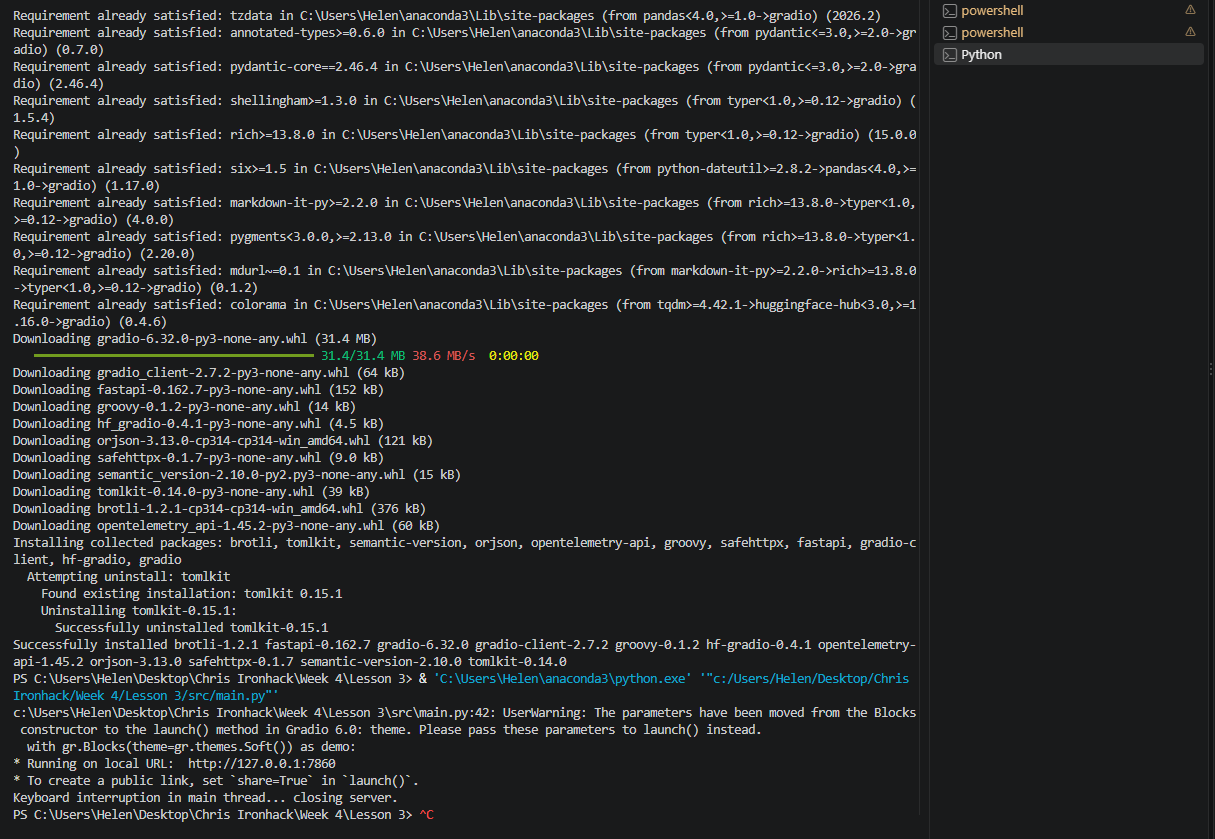 Requirement already satisfied: tzdata in C:\Users\Helen\anaconda3\Lib\site-packages (from pandas<4.0,>=1.0->gradio) (2026.2)
Requirement already satisfied: annotated-types>=0.6.0 in C:\Users\Helen\anaconda3\Lib\site-packages (from pydantic<=3.0,>=2.0->gr
adio) (0.7.0)
Requirement already satisfied: pydantic-core==2.46.4 in C:\Users\Helen\anaconda3\Lib\site-packages (from pydantic<=3.0,>=2.0->gra
dio) (2.46.4)
Requirement already satisfied: shellingham>=1.3.0 in C:\Users\Helen\anaconda3\Lib\site-packages (from typer<1.0,>=0.12->gradio) (
1.5.4)
Requirement already satisfied: rich>=13.8.0 in C:\Users\Helen\anaconda3\Lib\site-packages (from typer<1.0,>=0.12->gradio) (15.0.0
)
Requirement already satisfied: six>=1.5 in C:\Users\Helen\anaconda3\Lib\site-packages (from python-dateutil>=2.8.2->pandas<4.0,>=
1.0->gradio) (1.17.0)
Requirement already satisfied: markdown-it-py>=2.2.0 in C:\Users\Helen\anaconda3\Lib\site-packages (from rich>=13.8.0->typer<1.0,
>=0.12->gradio) (4.0.0)
Requirement already satisfied: pygments<3.0.0,>=2.13.0 in C:\Users\Helen\anaconda3\Lib\site-packages (from rich>=13.8.0->typer<1.
0,>=0.12->gradio) (2.20.0)
Requirement already satisfied: mdurl~=0.1 in C:\Users\Helen\anaconda3\Lib\site-packages (from markdown-it-py>=2.2.0->rich>=13.8.0
->typer<1.0,>=0.12->gradio) (0.1.2)
Requirement already satisfied: colorama in C:\Users\Helen\anaconda3\Lib\site-packages (from tqdm>=4.42.1->huggingface-hub<3.0,>=1
.16.0->gradio) (0.4.6)
Downloading gradio-6.32.0-py3-none-any.whl (31.4 MB)
31.4/31.4 MB 38.6 MB/s  0:00:00
Downloading gradio_client-2.7.2-py3-none-any.whl (64 kB)
Downloading fastapi-0.162.7-py3-none-any.whl (152 kB)
Downloading groovy-0.1.2-py3-none-any.whl (14 kB)
Downloading hf_gradio-0.4.1-py3-none-any.whl (4.5 kB)
Downloading orjson-3.13.0-cp314-cp314-win_amd64.whl (121 kB)
Downloading safehttpx-0.1.7-py3-none-any.whl (9.0 kB)
Downloading semantic_version-2.10.0-py2.py3-none-any.whl (15 kB)
Downloading tomlkit-0.14.0-py3-none-any.whl (39 kB)
Downloading brotli-1.2.1-cp314-cp314-win_amd64.whl (376 kB)
Downloading opentelemetry_api-1.45.2-py3-none-any.whl (60 kB)
Installing collected packages: brotli, tomlkit, semantic-version, orjson, opentelemetry-api, groovy, safehttpx, fastapi, gradio-c
lient, hf-gradio, gradio
  Attempting uninstall: tomlkit
    Found existing installation: tomlkit 0.15.1
    Uninstalling tomlkit-0.15.1:
      Successfully uninstalled tomlkit-0.15.1
Successfully installed brotli-1.2.1 fastapi-0.162.7 gradio-6.32.0 gradio-client-2.7.2 groovy-0.1.2 hf-gradio-0.4.1 opentelemetry-
api-1.45.2 orjson-3.13.0 safehttpx-0.1.7 semantic-version-2.10.0 tomlkit-0.14.0
PS C:\Users\Helen\Desktop\Chris Ironhack\Week 4\Lesson 3> & 'C:\Users\Helen\anaconda3\python.exe' '"c:/Users/Helen/Desktop/Chris
Ironhack/Week 4/Lesson 3/src/main.py"'
c:\Users\Helen\Desktop\Chris Ironhack\Week 4\Lesson 3\src\main.py:42: UserWarning: The parameters have been moved from the Blocks
 constructor to the launch() method in Gradio 6.0: theme. Please pass these parameters to launch() instead.
  with gr.Blocks(theme=gr.themes.Soft()) as demo:
* Running on local URL:  http://127.0.0.1:7860
* To create a public link, set `share=True` in `launch()`.
Keyboard interruption in main thread... closing server.
PS C:\Users\Helen\Desktop\Chris Ironhack\Week 4\Lesson 3> ^C
powershell
powershell
Python